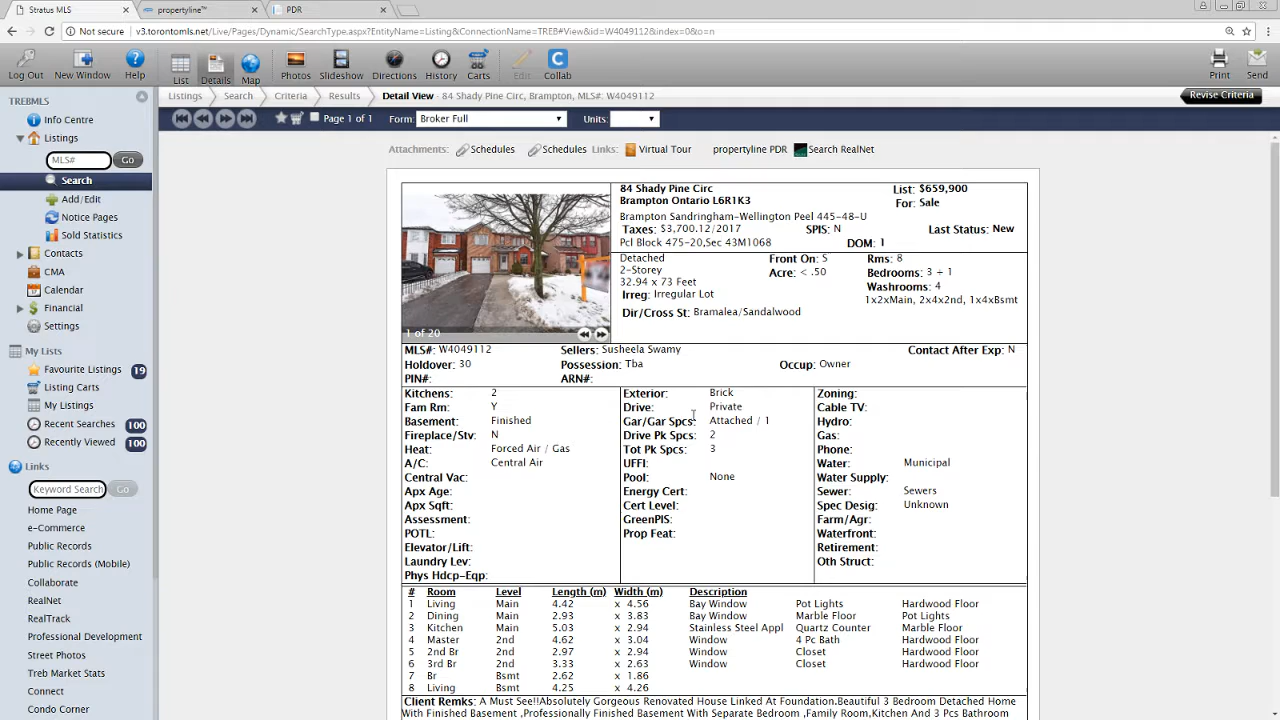 Stratus MLS
propertyline™
PDR
Not secure
v3.torontomls.net/Live/Pages/Dynamic/SearchType.aspx?EntityName=Listing&ConnectionName=TREB#View&id=W4049112&index=0&o=n
Log Out New Window Help List Details Map Photos Slideshow Directions History Carts Edit Collab Print Send
TREBMLS
Listings Search Criteria Results Detail View · 84 Shady Pine Circ, Brampton, MLS#: W4049112 Revise Criteria
Page 1 of 1 Form: Broker Full Units:
Info Centre
Listings
MLS# Go
Search
Add/Edit
Notice Pages
Sold Statistics
Contacts
CMA
Calendar
Financial
Settings
My Lists
Favourite Listings 19
Listing Carts
My Listings
Recent Searches 100
Recently Viewed 100
Links
Keyword Search Go
Home Page
e-Commerce
Public Records
Public Records (Mobile)
Collaborate
RealNet
RealTrack
Professional Development
Street Photos
Treb Market Stats
Connect
Condo Corner
Attachments: Schedules Schedules Links: Virtual Tour propertyline PDR Search RealNet
84 Shady Pine Circ List: $659,900
Brampton Ontario L6R1K3 For: Sale
Brampton Sandringham-Wellington Peel 445-48-U
Taxes: $3,700.12/2017 SPIS: N Last Status: New
Pcl Block 475-20,Sec 43M1068 DOM: 1
Detached Front On: S Rms: 8
2-Storey Acre: < .50 Bedrooms: 3 + 1
32.94 x 73 Feet Washrooms: 4
Irreg: Irregular Lot 1x2xMain, 2x4x2nd, 1x4xBsmt
Dir/Cross St: Bramalea/Sandalwood
1 of 20
MLS#: W4049112 Sellers: Susheela Swamy Contact After Exp: N
Holdover: 30 Possession: Tba Occup: Owner
PIN#: ARN#:
Kitchens: 2 Exterior: Brick Zoning:
Fam Rm: Y Drive: Private Cable TV:
Basement: Finished Gar/Gar Spcs: Attached / 1 Hydro:
Fireplace/Stv: N Drive Pk Spcs: 2 Gas:
Heat: Forced Air / Gas Tot Pk Spcs: 3 Phone:
A/C: Central Air UFFI: Water: Municipal
Central Vac: Pool: None Water Supply:
Apx Age: Energy Cert: Sewer: Sewers
Apx Sqft: Cert Level: Spec Desig: Unknown
Assessment: GreenPIS: Farm/Agr:
POTL: Prop Feat: Waterfront:
Elevator/Lift: Retirement:
Laundry Lev: Oth Struct:
Phys Hdcp-Eqp:
# Room Level Length (m) Width (m) Description
1 Living Main 4.42 x 4.56 Bay Window Pot Lights Hardwood Floor
2 Dining Main 2.93 x 3.83 Bay Window Marble Floor Pot Lights
3 Kitchen Main 5.03 x 2.94 Stainless Steel Appl Quartz Counter Marble Floor
4 Master 2nd 4.62 x 3.04 Window 4 Pc Bath Hardwood Floor
5 2nd Br 2nd 2.97 x 2.94 Window Closet Hardwood Floor
6 3rd Br 2nd 3.33 x 2.63 Window Closet Hardwood Floor
7 Br Bsmt 2.62 x 1.86
8 Living Bsmt 4.25 x 4.26
Client Remks: A Must See!!Absolutely Gorgeous Renovated House Linked At Foundation.Beautiful 3 Bedroom Detached Home
With Finished Basement ,Professionally Finished Basement With Separate Bedroom ,Family Room,Kitchen And 3 Pcs Bathroom